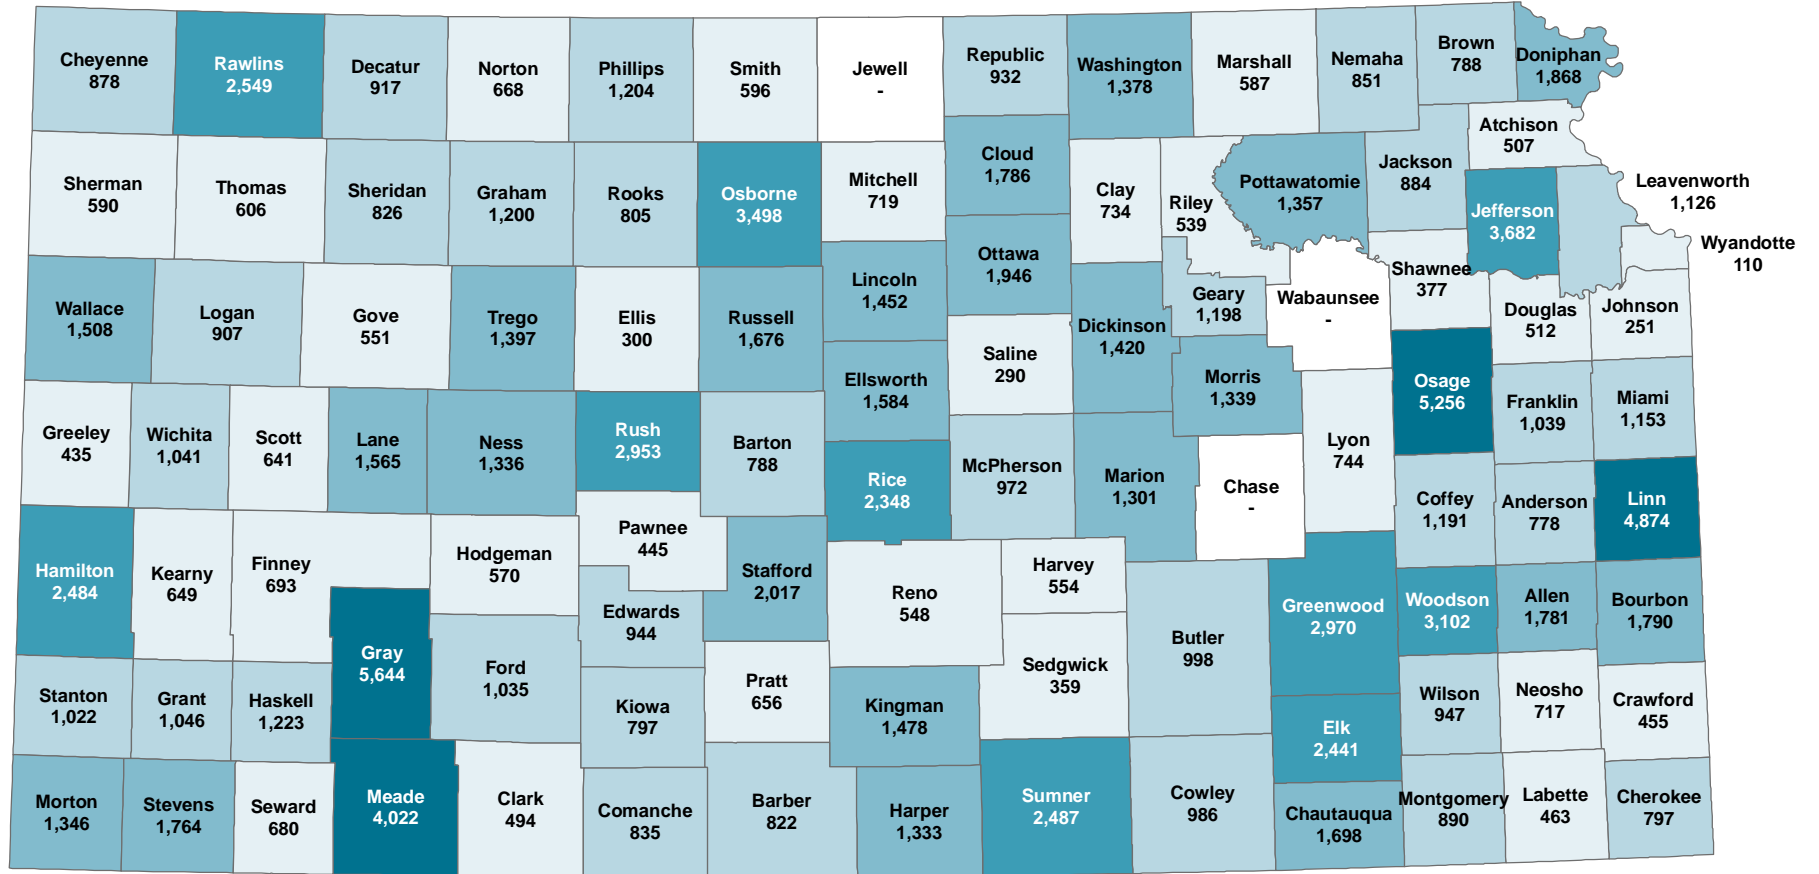 Cheyenne
878
Rawlins
2,549
Decatur
917
Norton
668
Phillips
1,204
Smith
596
Jewell
-
Republic
932
Washington
1,378
Marshall
587
Nemaha
851
Brown
788
Doniphan
1,868
Sherman
590
Thomas
606
Sheridan
826
Graham
1,200
Rooks
805
Osborne
3,498
Mitchell
719
Cloud
1,786
Clay
734
Riley
539
Pottawatomie
1,357
Jackson
884
Atchison
507
Jefferson
3,682
Leavenworth
1,126
Wyandotte
110
Wallace
1,508
Logan
907
Gove
551
Trego
1,397
Ellis
300
Russell
1,676
Lincoln
1,452
Ottawa
1,946
Dickinson
1,420
Geary
1,198
Wabaunsee
-
Shawnee
377
Douglas
512
Johnson
251
Ellsworth
1,584
Saline
290
Morris
1,339
Osage
5,256
Franklin
1,039
Miami
1,153
Greeley
435
Wichita
1,041
Scott
641
Lane
1,565
Ness
1,336
Rush
2,953
Barton
788
Rice
2,348
McPherson
972
Marion
1,301
Chase
-
Lyon
744
Coffey
1,191
Anderson
778
Linn
4,874
Hamilton
2,484
Kearny
649
Finney
693
Hodgeman
570
Pawnee
445
Stafford
2,017
Reno
548
Harvey
554
Butler
998
Greenwood
2,970
Woodson
3,102
Allen
1,781
Bourbon
1,790
Gray
5,644
Ford
1,035
Edwards
944
Kiowa
797
Pratt
656
Kingman
1,478
Sedgwick
359
Elk
2,441
Wilson
947
Neosho
717
Crawford
455
Stanton
1,022
Grant
1,046
Haskell
1,223
Morton
1,346
Stevens
1,764
Seward
680
Meade
4,022
Clark
494
Comanche
835
Barber
822
Harper
1,333
Sumner
2,487
Cowley
986
Chautauqua
1,698
Montgomery
890
Labette
463
Cherokee
797